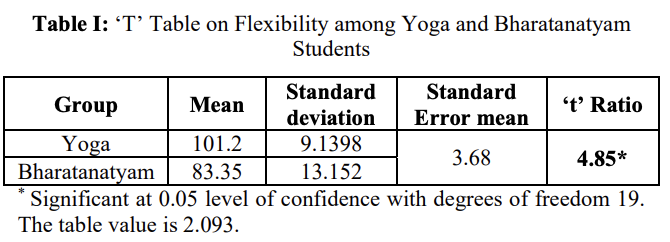 Table I: ‘T’ Table on Flexibility among Yoga and Bharatanatyam
Students
Group Mean Standard deviation Standard Error mean ‘t’ Ratio
Yoga 101.2 9.1398 3.68 4.85*
Bharatanatyam 83.35 13.152
* Significant at 0.05 level of confidence with degrees of freedom 19.
The table value is 2.093.